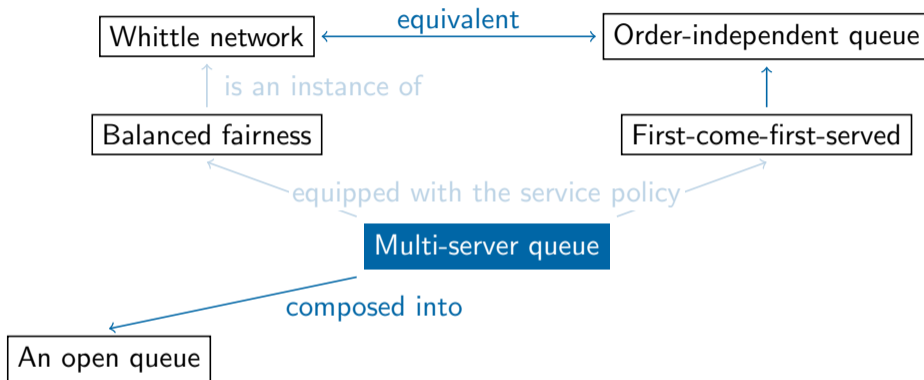 equivalent
Whittle network
Order-independent queue
is an instance of
Balanced fairness
First-come-first-served
equipped with the service policy
Multi-server queue
composed into
An open queue